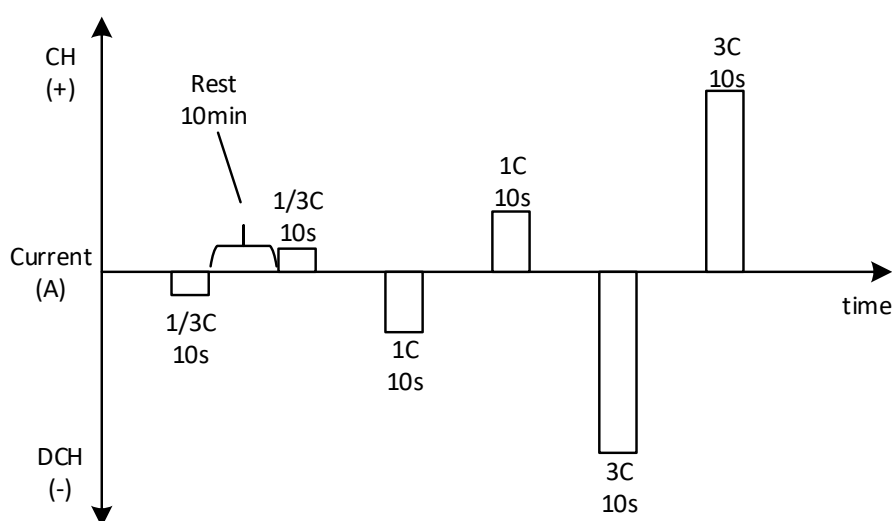 CH
(+)
Rest
10min
1/3C
10s
1C
10s
3C
10s
Current
(A)
time
1/3C
10s
1C
10s
3C
10s
DCH
(-)